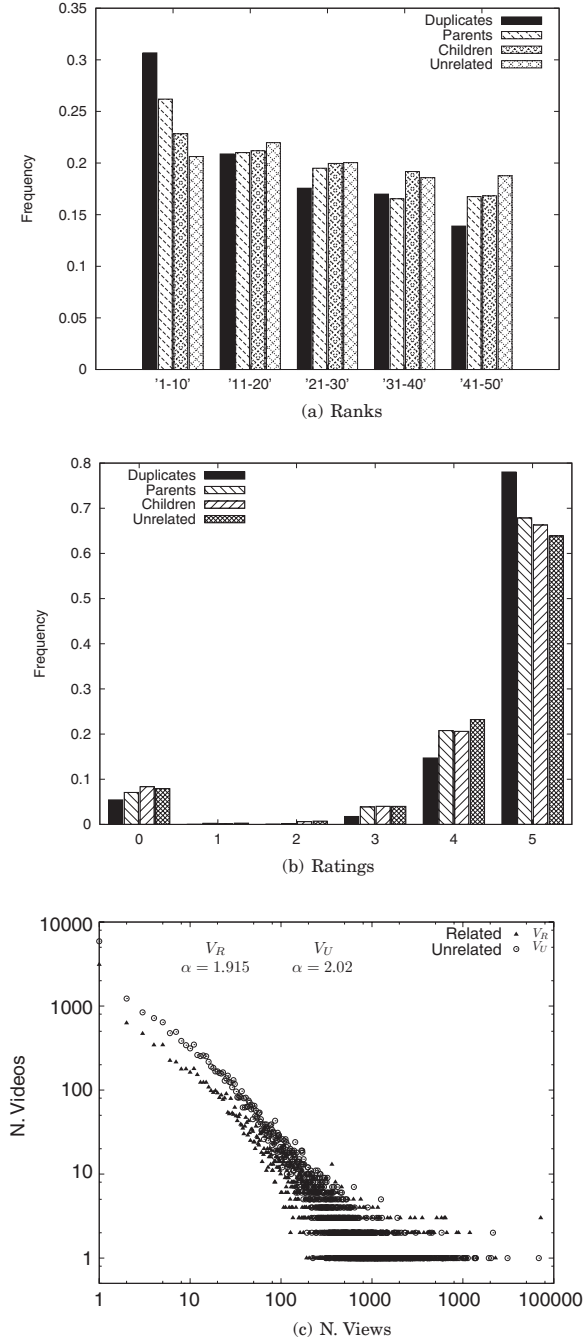 0.35
0.3
0.25
0.2
0.15
0.1
0.05
0
Frequency
Duplicates
Parents
Children
Unrelated
'1-10' '11-20' '21-30' '31-40' '41-50'
(a) Ranks
0.8
0.7
0.6
0.5
0.4
0.3
0.2
0.1
0
Frequency
Duplicates
Parents
Children
Unrelated
0 1 2 3 4 5
(b) Ratings
10000
1000
100
10
1
N. Videos
V_R V_U
α = 1.915 α = 2.02
Related V_R
Unrelated V_U
1 10 100 1000 1000 100000
(c) N. Views